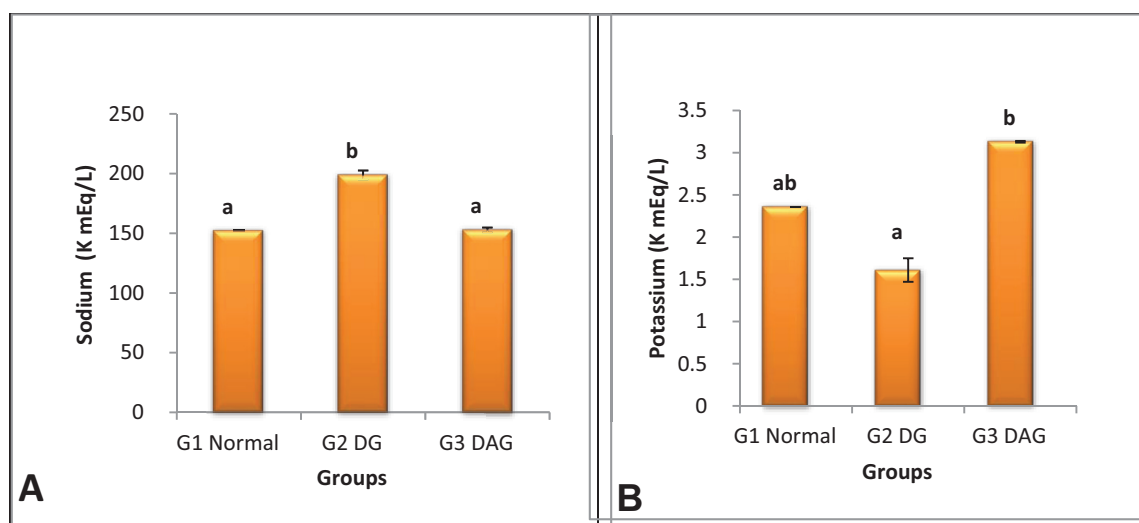 250
200
150
100
50
0
Sodium (K mEq/L)
a
b
a
G1 Normal
G2 DG
G3 DAG
Groups
A
3.5
3
2.5
2
1.5
1
0.5
0
Potassium (K mEq/L)
ab
a
b
G1 Normal
G2 DG
G3 DAG
Groups
B